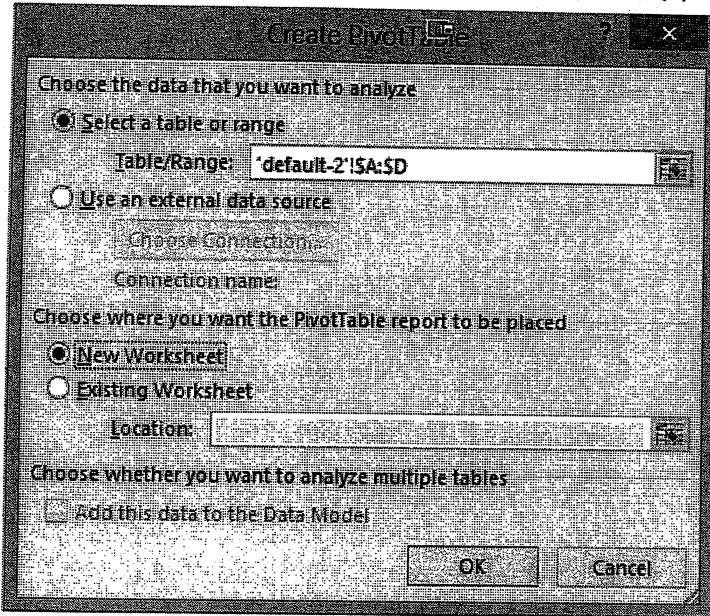 Create PivotTable ?
Choose the data that you want to analyze
Select a table or range
Table/Range: 'default-2'!$A:$D
Use an external data source
Choose Connection...
Connection name:
Choose where you want the PivotTable report to be placed
New Worksheet
Existing Worksheet
Location:
Choose whether you want to analyze multiple tables
Add this data to the Data Model
OK Cancel